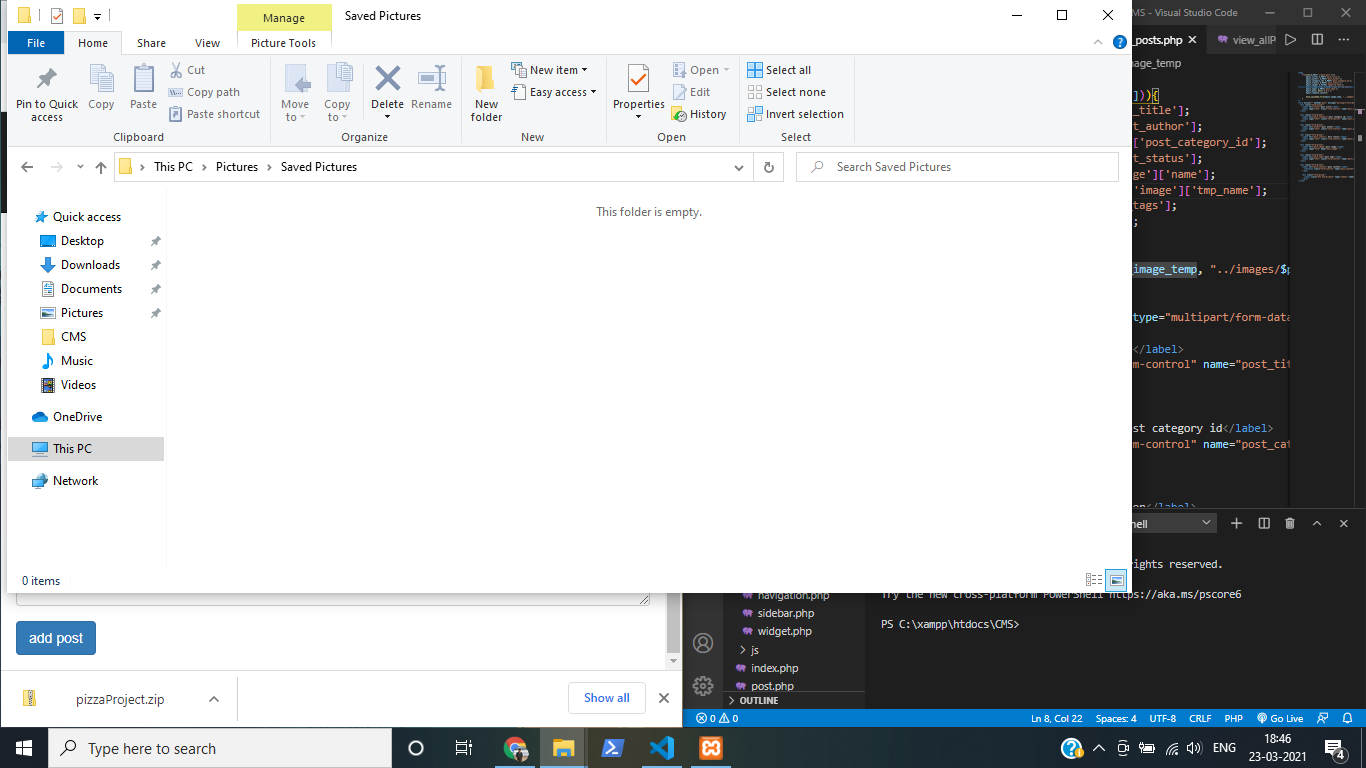 Manage
Saved Pictures
File
Home
Share
View
Picture Tools
Pin to Quick access
Copy
Paste
Cut
Copy path
Paste shortcut
Clipboard
Move to
Copy to
Delete
Rename
Organize
New folder
New item
Easy access
New
Properties
Open
Edit
History
Open
Select all
Select none
Invert selection
Select
This PC
Pictures
Saved Pictures
Search Saved Pictures
Quick access
Desktop
Downloads
Documents
Pictures
CMS
Music
Videos
OneDrive
This PC
Network
This folder is empty.
0 items
MS - Visual Studio Code
_posts.php
view_allP
mage_temp
])){
_title'];
t_author'];
['post_category_id'];
t_status'];
ge']['name'];
'image']['tmp_name'];
tags'];
;
image_temp, "../images/$p
type="multipart/form-data
</label>
m-control" name="post_tit
st category id</label>
m-control" name="post_cat
on</label>
hell
ights reserved.
Try the new cross-platform PowerShell https://aka.ms/pscore6
PS C:\xampp\htdocs\CMS>
navigation.php
sidebar.php
widget.php
js
index.php
post.php
OUTLINE
add post
pizzaProject.zip
Show all
0 0
Ln 8, Col 22
Spaces: 4
UTF-8
CRLF
PHP
Go Live
Type here to search
ENG
18:46
23-03-2021
4